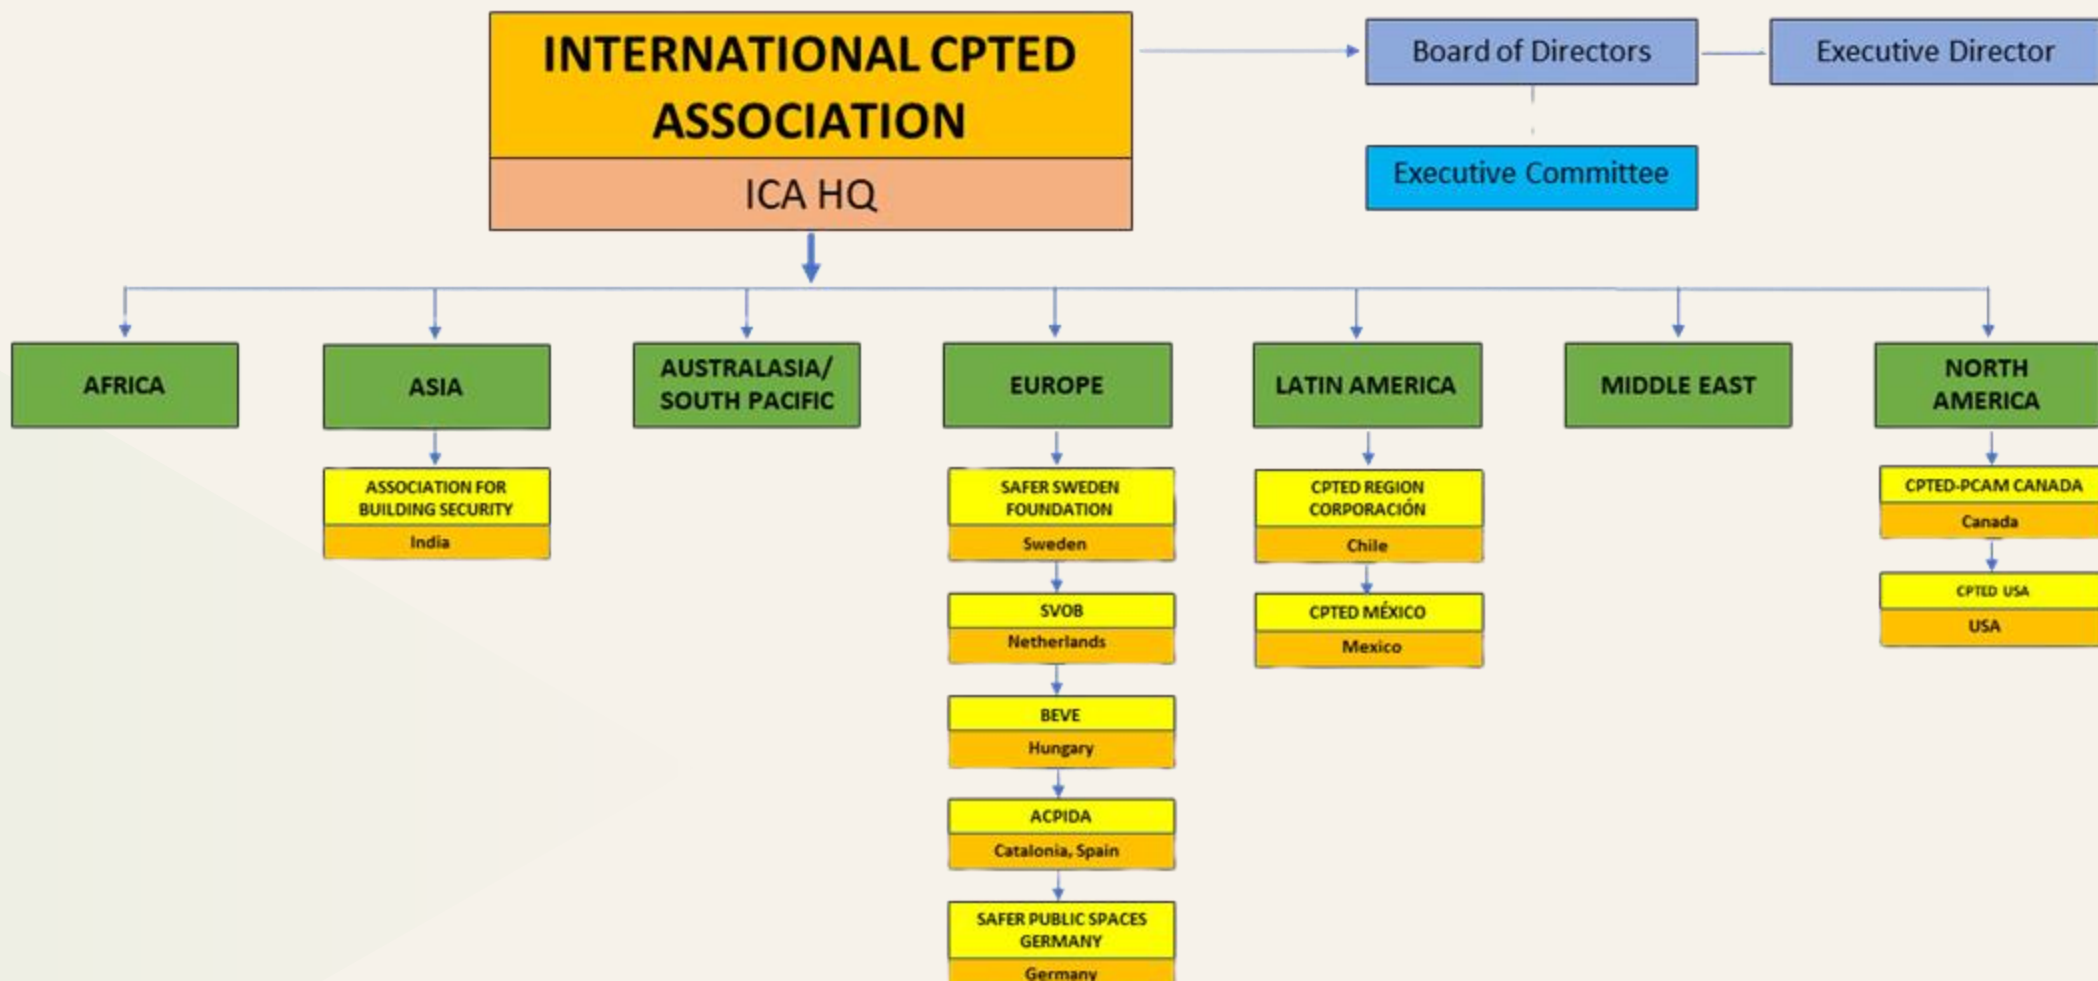 INTERNATIONAL CPTED
ASSOCIATION
ICA HQ
Board of Directors
Executive Director
Executive Committee
AFRICA
ASIA
AUSTRALASIA/
SOUTH PACIFIC
EUROPE
LATIN AMERICA
MIDDLE EAST
NORTH
AMERICA
ASSOCIATION FOR
BUILDING SECURITY
India
SAFER SWEDEN
FOUNDATION
Sweden
SVOB
Netherlands
BEVE
Hungary
ACPIDA
Catalonia, Spain
SAFER PUBLIC SPACES
GERMANY
Germany
CPTED REGION
CORPORACIÓN
Chile
CPTED MÉXICO
Mexico
CPTED-PCAM CANADA
Canada
CPTED USA
USA